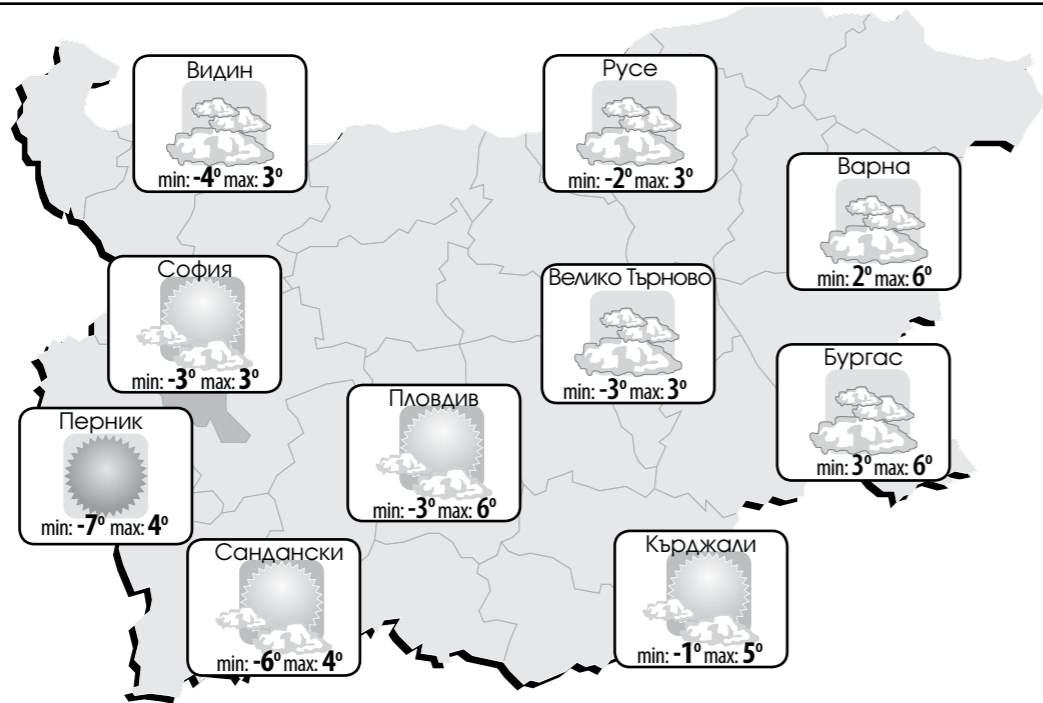 Видин
min: -4° max: 3°
Русе
min: -2° max: 3°
Варна
min: 2° max: 6°
София
min: -3° max: 3°
Велико Търново
min: -3° max: 3°
Бургас
min: 3° max: 6°
Пловдив
min: -3° max: 6°
Перник
min: -7° max: 4°
Сандански
min: -6° max: 4°
Кърджали
min: -1° max: 5°